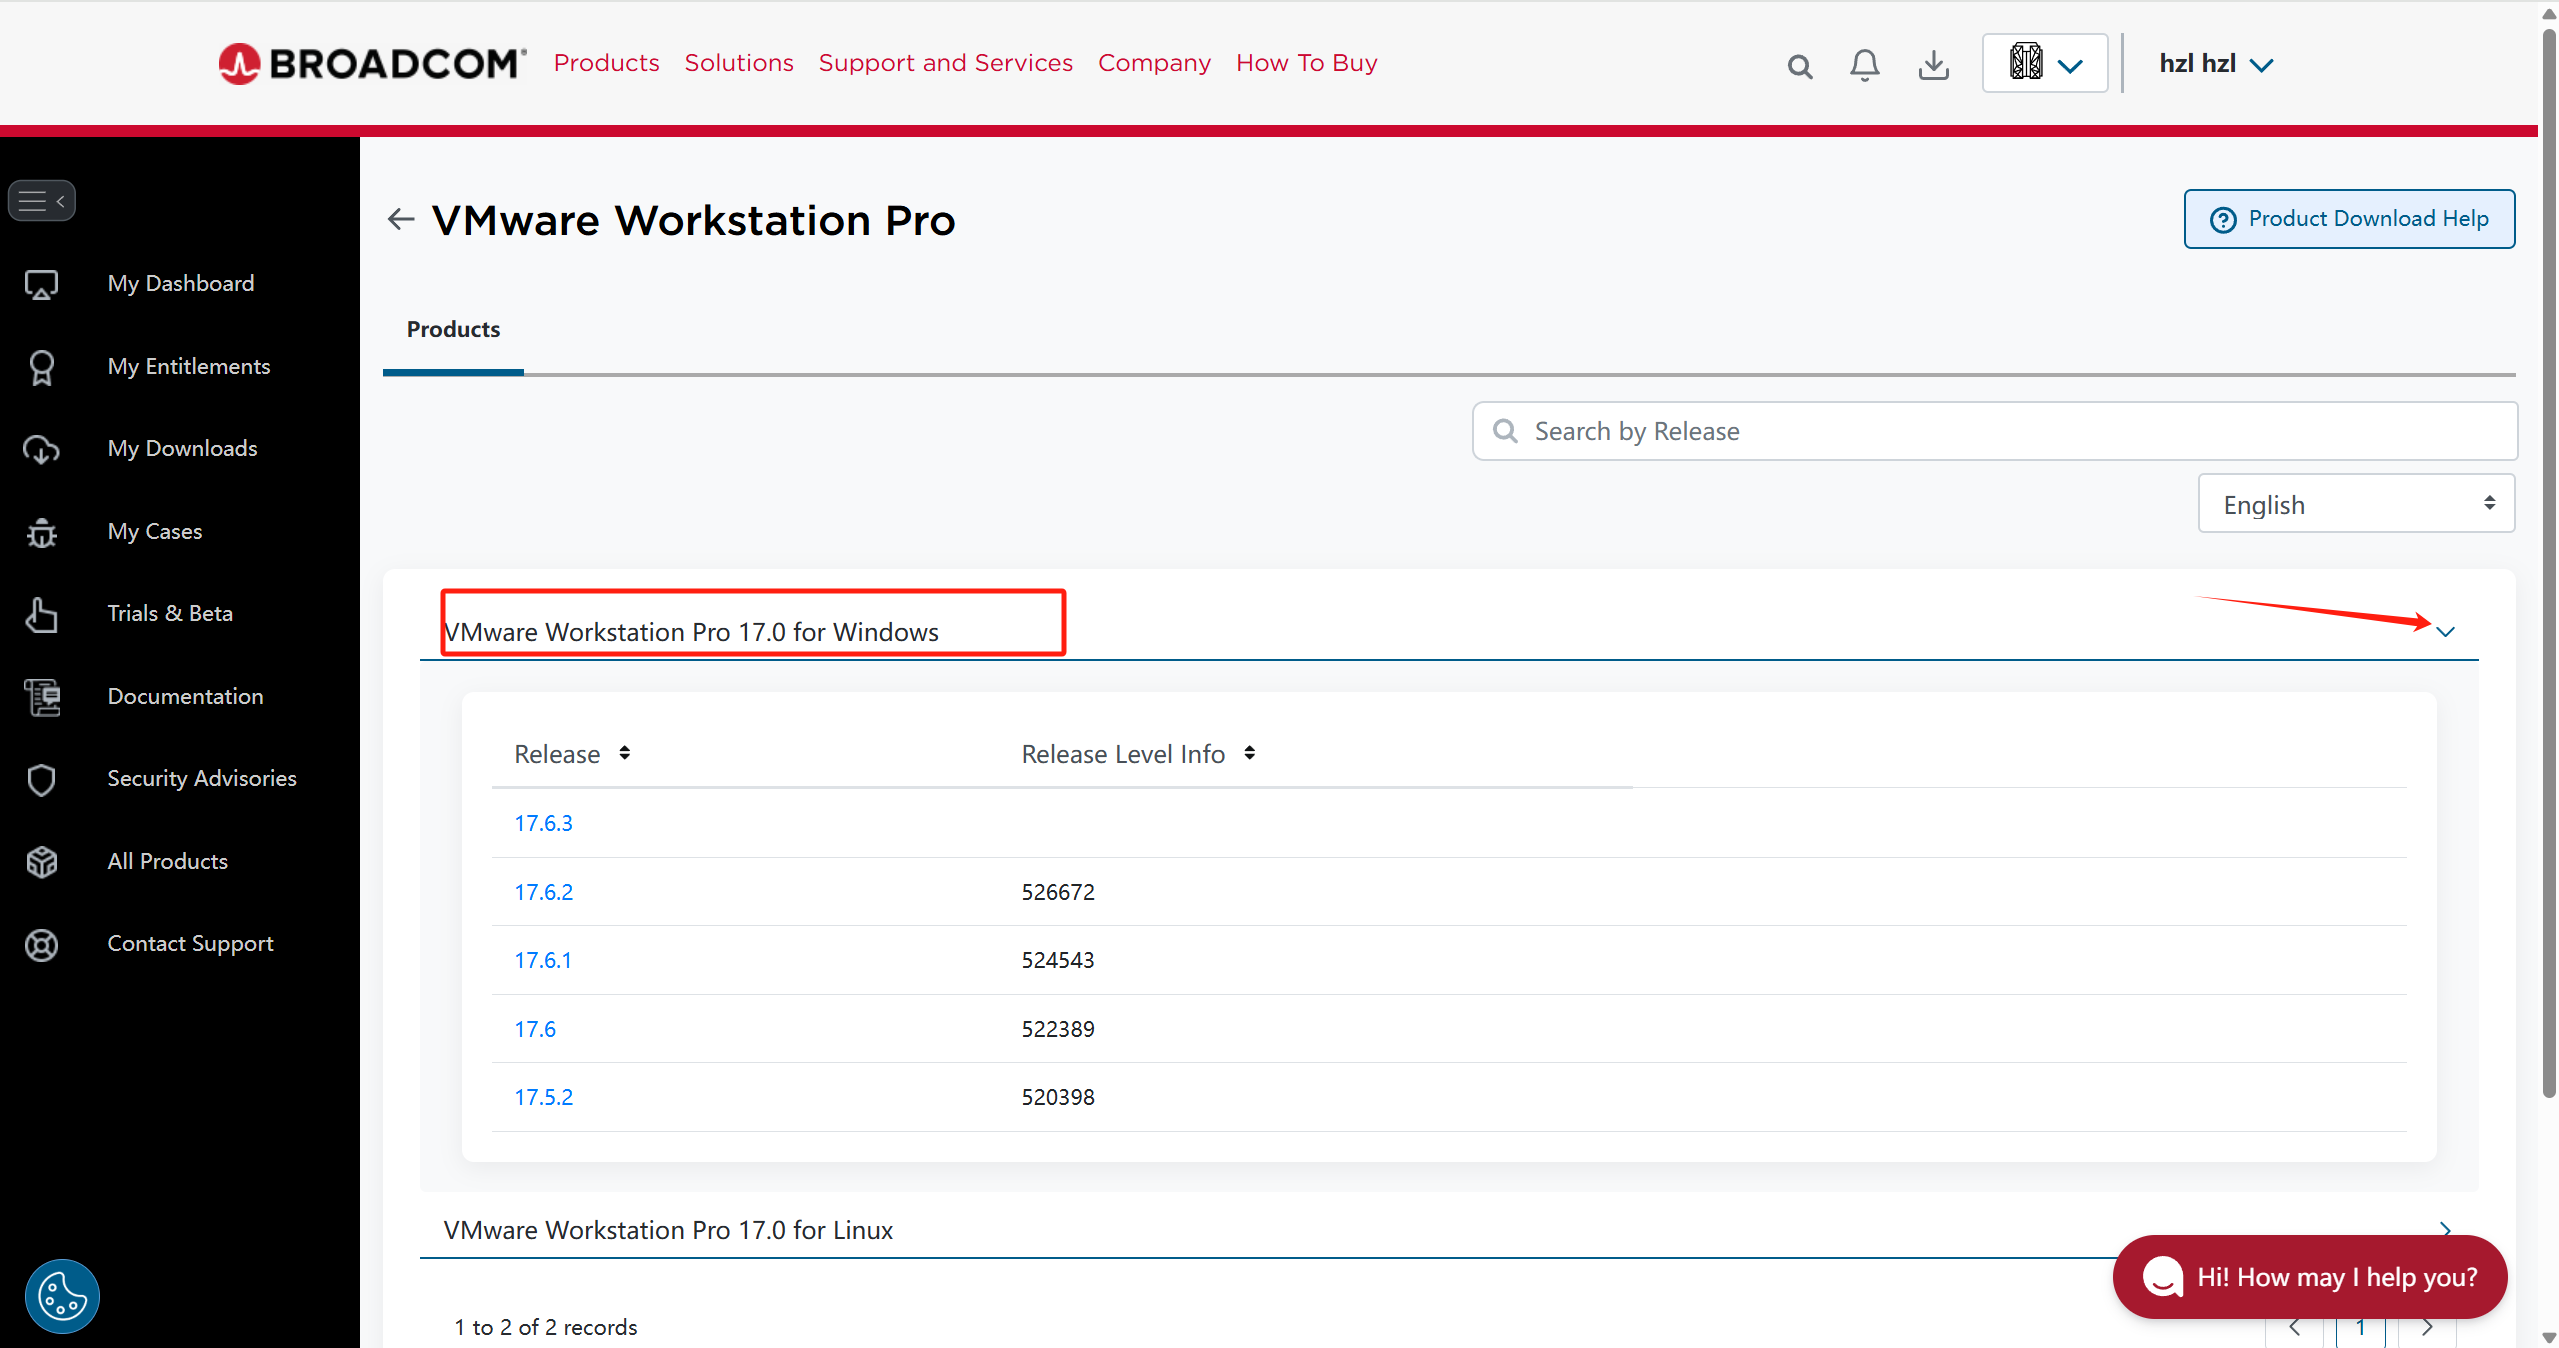 BROADCOM Products Solutions Support and Services Company How To Buy hzl hzl
VMware Workstation Pro
Product Download Help
My Dashboard
My Entitlements
My Downloads
My Cases
Trials & Beta
Documentation
Security Advisories
All Products
Contact Support
Products
Search by Release
English
VMware Workstation Pro 17.0 for Windows
Release Release Level Info
17.6.3
17.6.2 526672
17.6.1 524543
17.6 522389
17.5.2 520398
VMware Workstation Pro 17.0 for Linux
Hi! How may I help you?
1 to 2 of 2 records
1